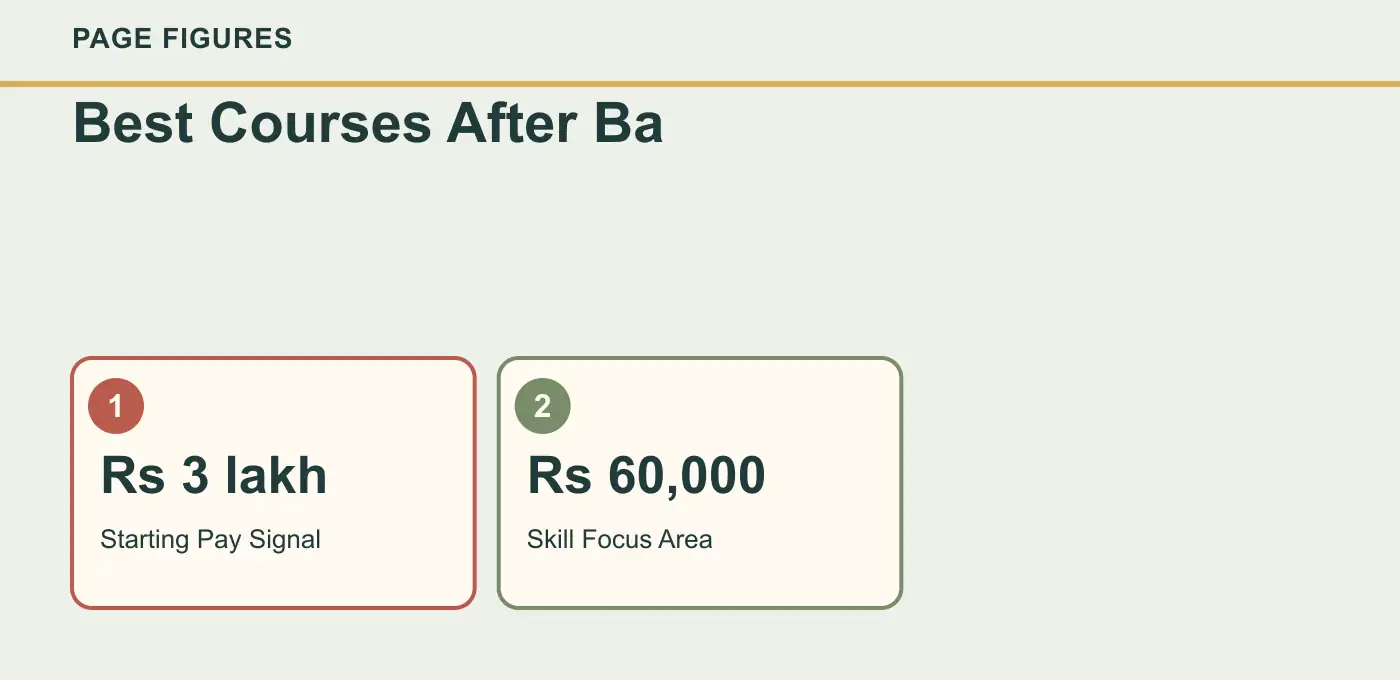 PAGE FIGURES
Best Courses After Ba
1
Rs 3 lakh
Starting Pay Signal
2
Rs 60,000
Skill Focus Area